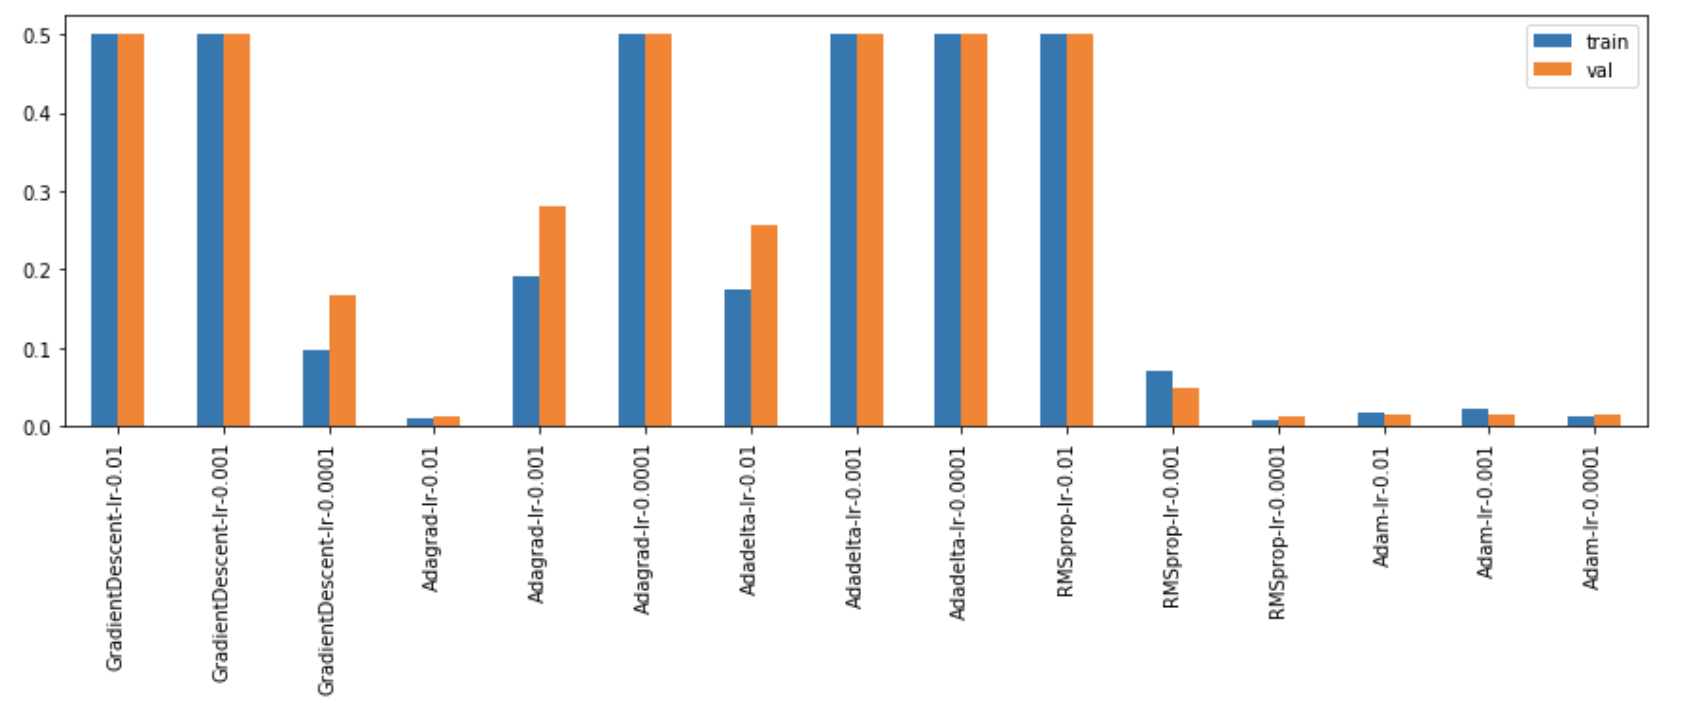 0.5
0.4
0.3
0.2
0.1
0.0
train
val
GradientDescent-lr-0.01
GradientDescent-lr-0.001
GradientDescent-lr-0.0001
Adagrad-lr-0.01
Adagrad-lr-0.001
Adagrad-lr-0.0001
Adadelta-lr-0.01
Adadelta-lr-0.001
Adadelta-lr-0.0001
RMSprop-lr-0.01
RMSprop-lr-0.001
RMSprop-lr-0.0001
Adam-lr-0.01
Adam-lr-0.001
Adam-lr-0.0001